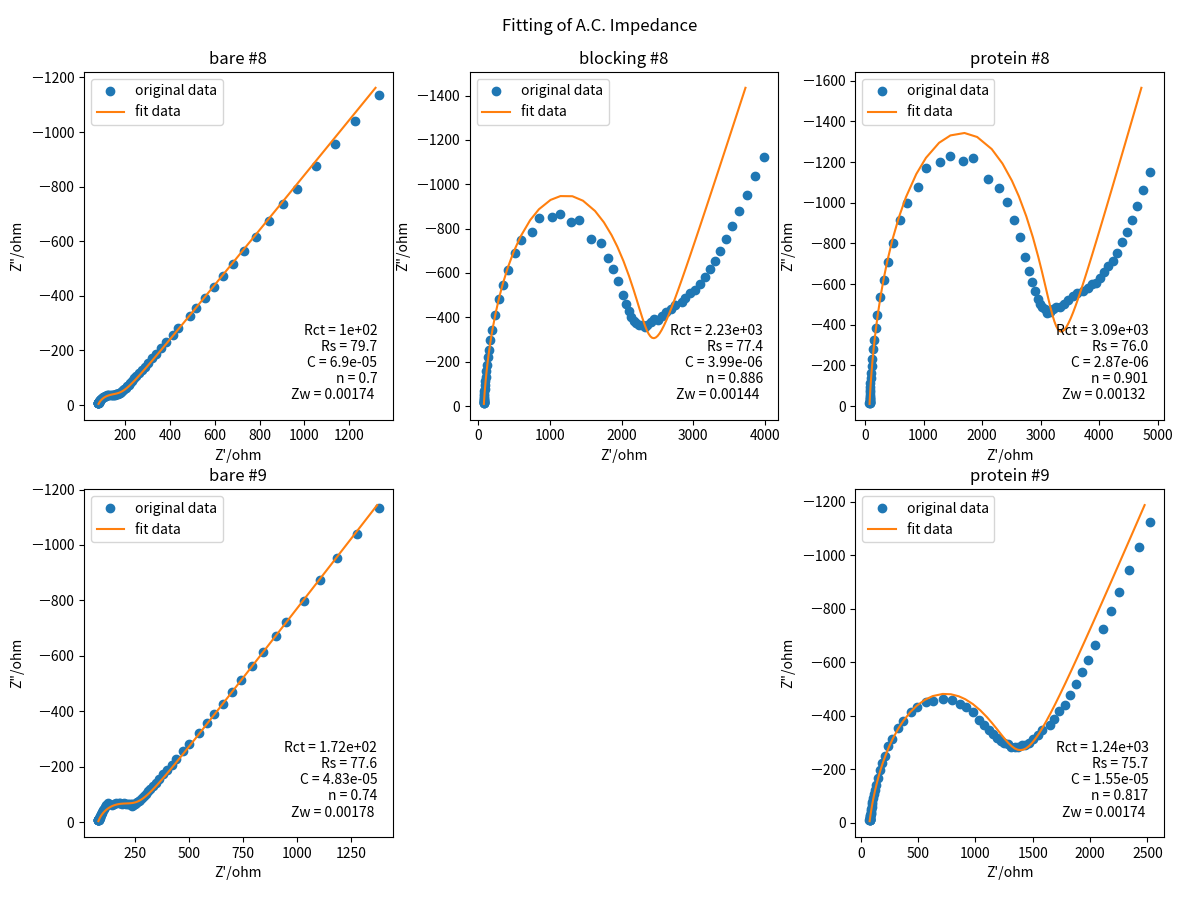 Fitting of A.C. Impedance
bare #8
−1200
−1000
−800
−600
−400
−200
0
Z''/ohm
original data
fit data
Rct = 1e+02
Rs = 79.7
C = 6.9e-05
n = 0.7
Zw = 0.00174
200 400 600 800 1000 1200
Z'/ohm
blocking #8
−1400
−1200
−1000
−800
−600
−400
−200
0
Z''/ohm
original data
fit data
Rct = 2.23e+03
Rs = 77.4
C = 3.99e-06
n = 0.886
Zw = 0.00144
0 1000 2000 3000 4000
Z'/ohm
protein #8
−1600
−1400
−1200
−1000
−800
−600
−400
−200
0
original data
fit data
Rct = 3.09e+03
Rs = 76.0
C = 2.87e-06
n = 0.901
Zw = 0.00132
0 1000 2000 3000 4000 5000
Z'/ohm
Z''/ohm
bare #9
−1200
−1000
−800
−600
−400
−200
0
Z''/ohm
original data
fit data
Rct = 1.72e+02
Rs = 77.6
C = 4.83e-05
n = 0.74
Zw = 0.00178
250 500 750 1000 1250
Z'/ohm
protein #9
−1200
−1000
−800
−600
−400
−200
0
Z''/ohm
original data
fit data
Rct = 1.24e+03
Rs = 75.7
C = 1.55e-05
n = 0.817
Zw = 0.00174
0 500 1000 1500 2000 2500
Z'/ohm